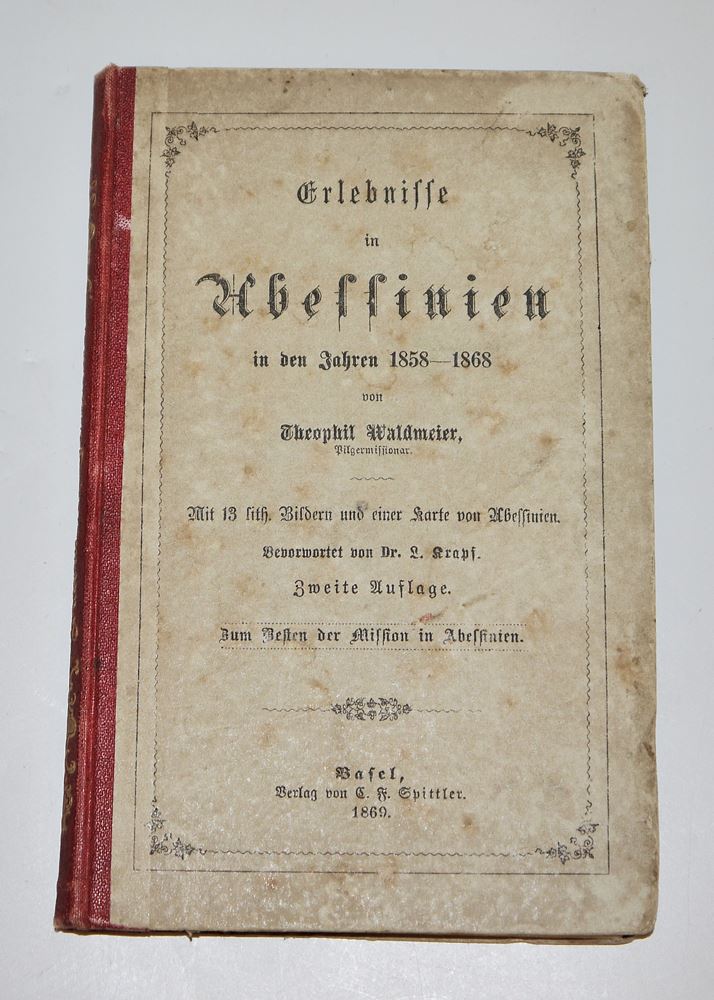 Erlebnisse
in
Abessinien
in den Jahren 1858—1868
von
Theophil Waldmeier,
Pilgermissionar.
Mit 13 lith. Bildern und einer Karte von Abessinien.
Bevorwortet von Dr. L. Krapf.
Zweite Auflage.
Zum Besten der Mission in Abessinien.
Basel,
Verlag von C. F. Spittler.
1869.